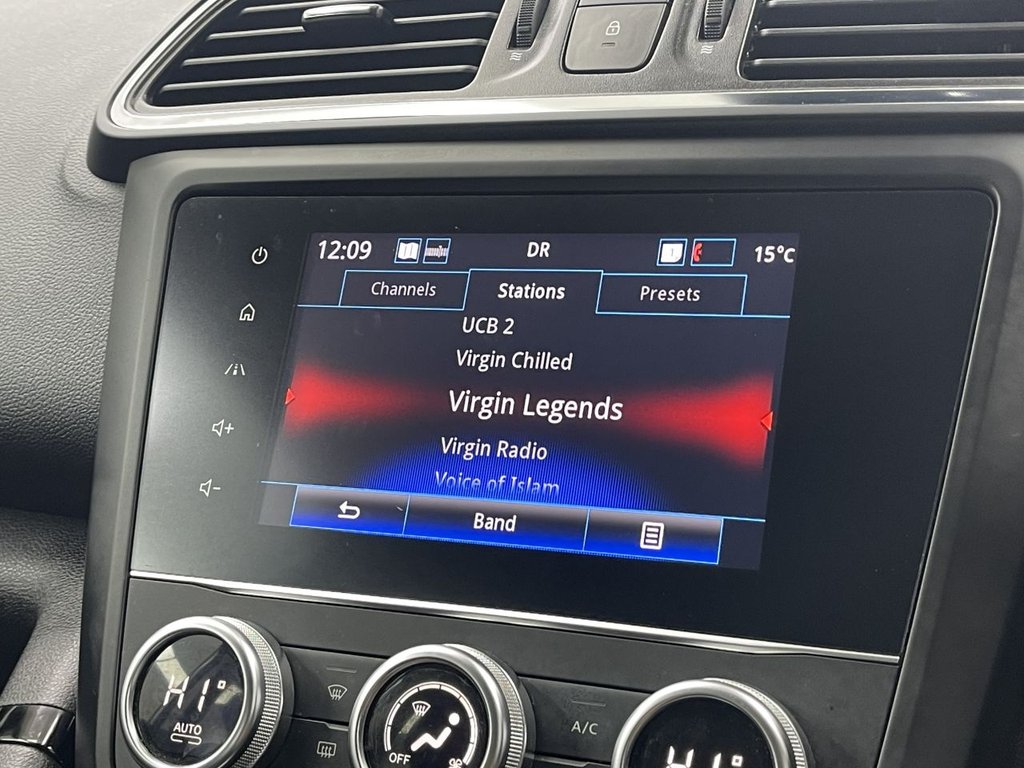 12:09 DR 15°C
Channels Stations Presets
UCB 2
Virgin Chilled
Virgin Legends
Virgin Radio
Voice of Islam
Band
HI°
AUTO
OFF
A/C
HI°